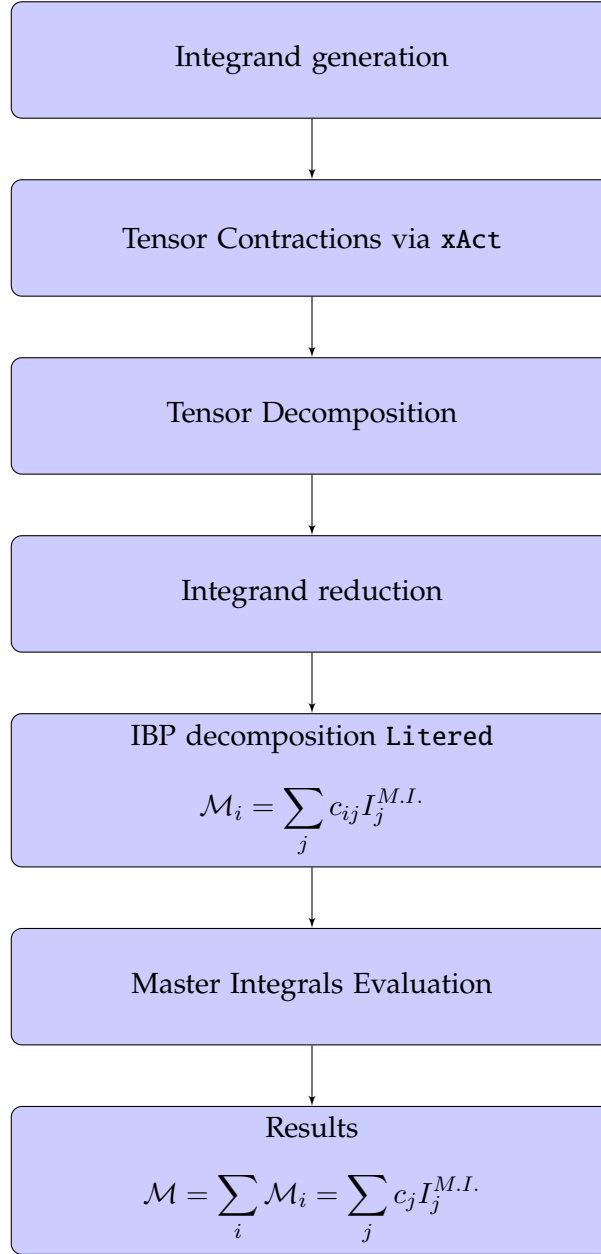 Integrand generation
Tensor Contractions via xAct
Tensor Decomposition
Integrand reduction
IBP decomposition Litered
$\mathcal{M}_i = \sum_j c_{ij} I_j^{M.I.}$
Master Integrals Evaluation
Results
$\mathcal{M} = \sum_i \mathcal{M}_i = \sum_j c_j I_j^{M.I.}$